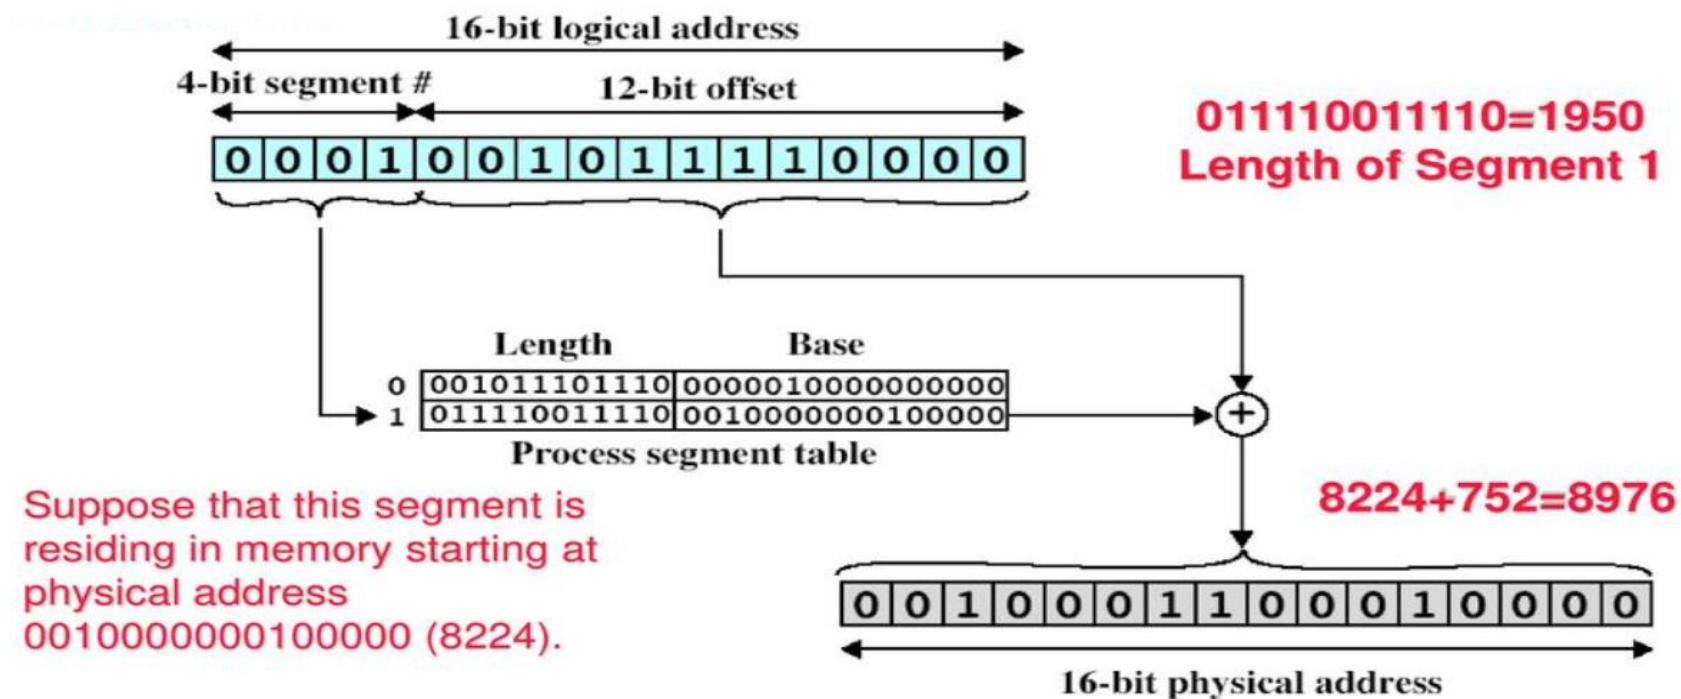 16-bit logical address
4-bit segment #
12-bit offset
0 0 0 1 0 0 1 0 1 1 1 1 0 0 0 0
011110011110=1950
Length of Segment 1
Length Base
0 001011101110 0000010000000000
1 011110011110 0010000000100000
Process segment table
+
Suppose that this segment is
residing in memory starting at
physical address
0010000000100000 (8224).
8224+752=8976
0 0 1 0 0 0 1 1 0 0 0 1 0 0 0 0
16-bit physical address